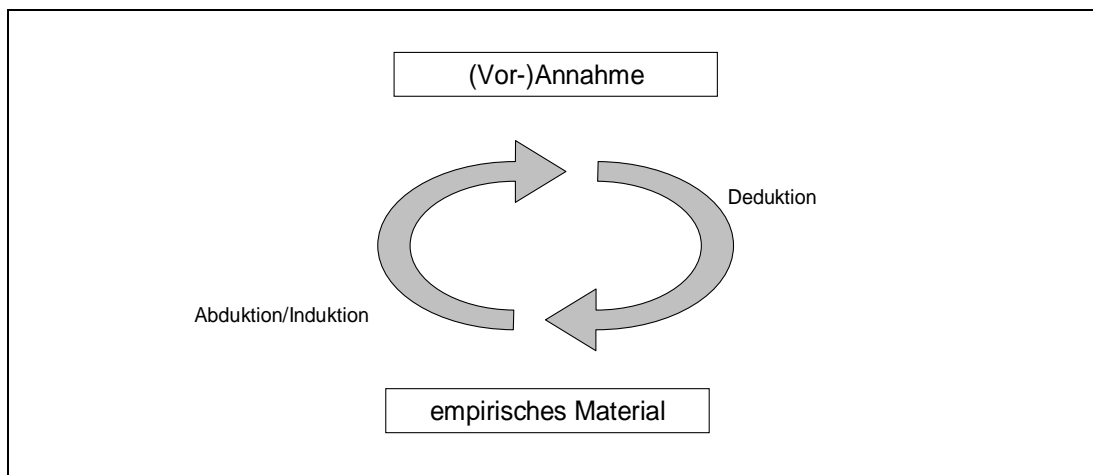 (Vor-)Annahme
Deduktion
Abduktion/Induktion
empirisches Material